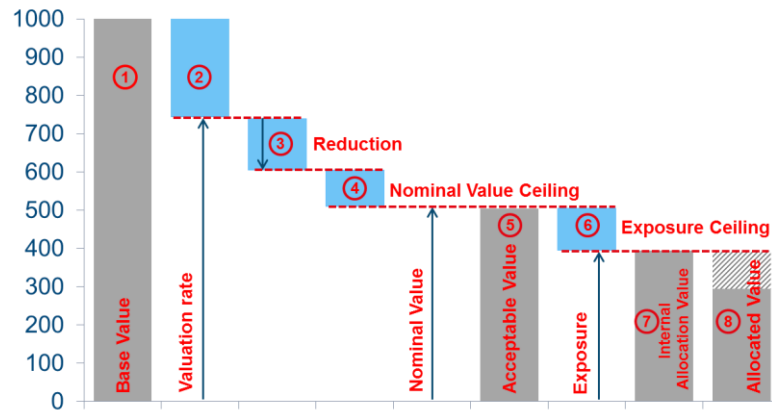 1000
900
800
700
600
500
400
300
200
100
0
1
Base Value
2
Valuation rate
3
Reduction
4
Nominal Value Ceiling
Nominal Value
5
Acceptable Value
6
Exposure Ceiling
Exposure
7
Internal
Allocation Value
8
Allocated Value